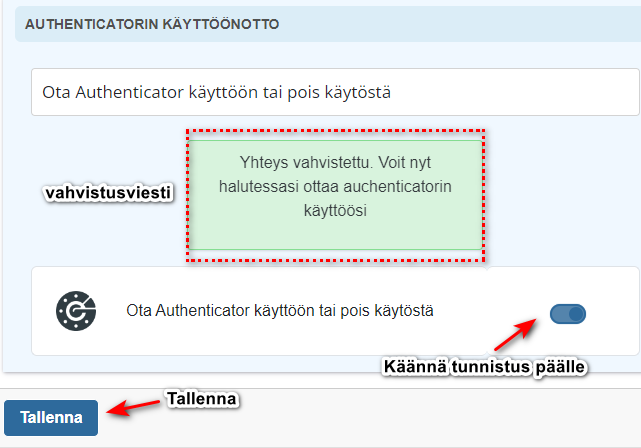 AUTHENTICATORIN KÄYTTÖÖNOTTO
Ota Authenticator käyttöön tai pois käytöstä
Yhteys vahvistettu. Voit nyt
halutessasi ottaa auchenticatorin
käyttöösi
vahvistusviesti
Ota Authenticator käyttöön tai pois käytöstä
Käännä tunnistus päälle
Tallenna
Tallenna